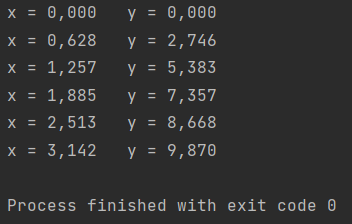 x = 0,000   y = 0,000
x = 0,628   y = 2,746
x = 1,257   y = 5,383
x = 1,885   y = 7,357
x = 2,513   y = 8,668
x = 3,142   y = 9,870
Process finished with exit code 0